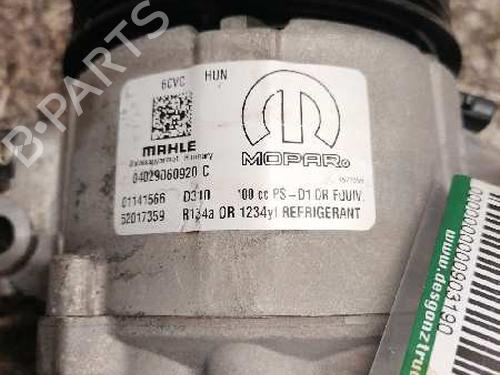 6CVC HUN
MAHLE
MOPAR
04029060920 C
01141566 D310 100 cc PS-D1 OR EQUIV.
52017359 R134a OR 1234yf REFRIGERANT
B-PARTS
www.desgonztru